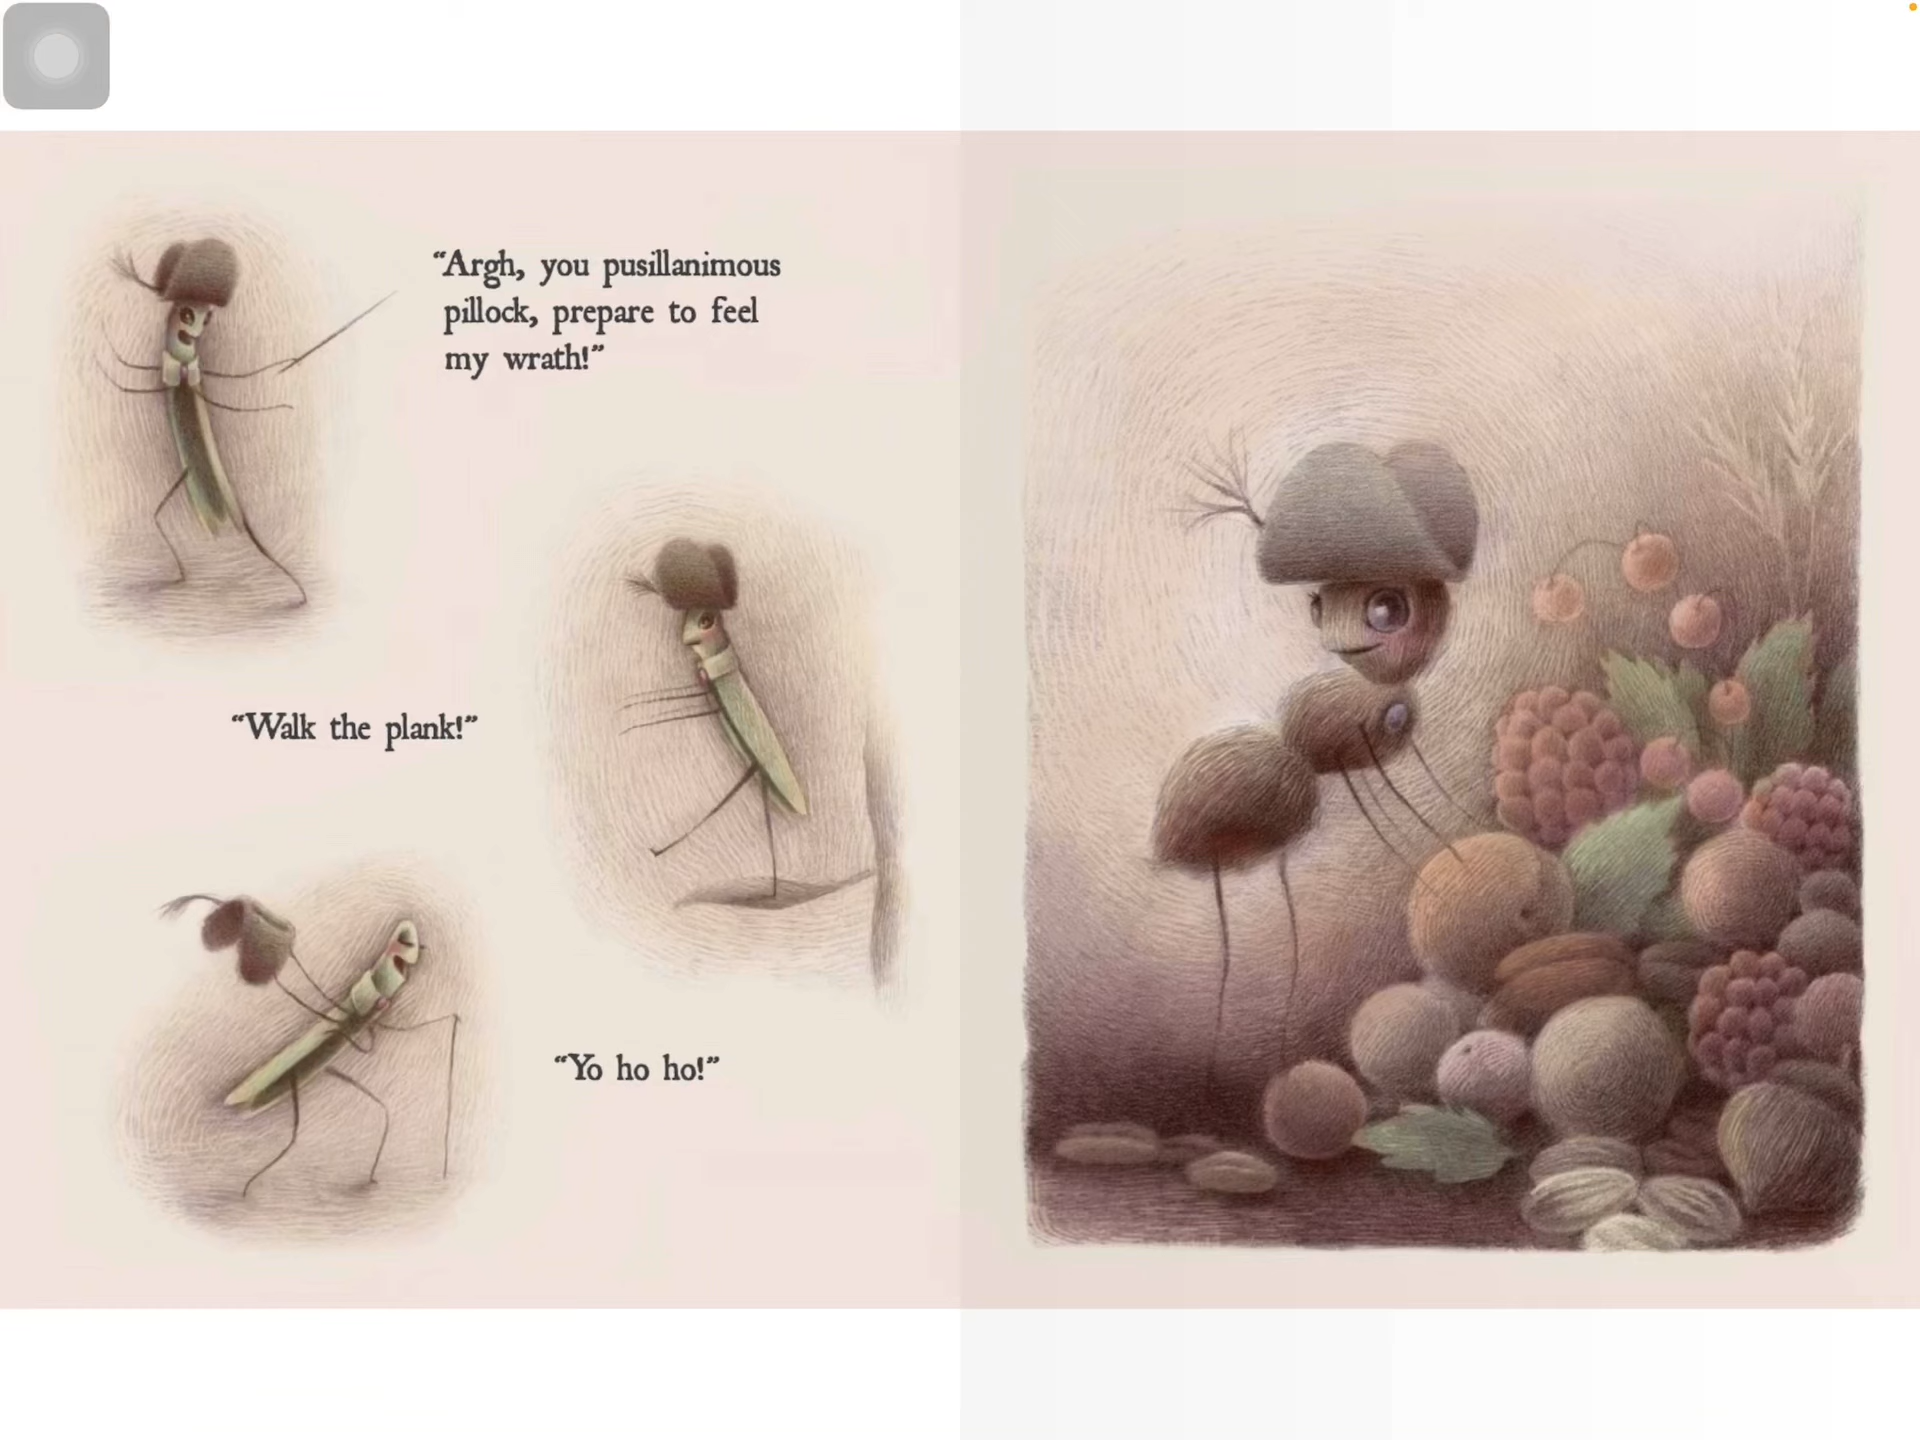 “Argh, you pusillanimous
pillock, prepare to feel
my wrath!”
“Walk the plank!”
“Yo ho ho!”